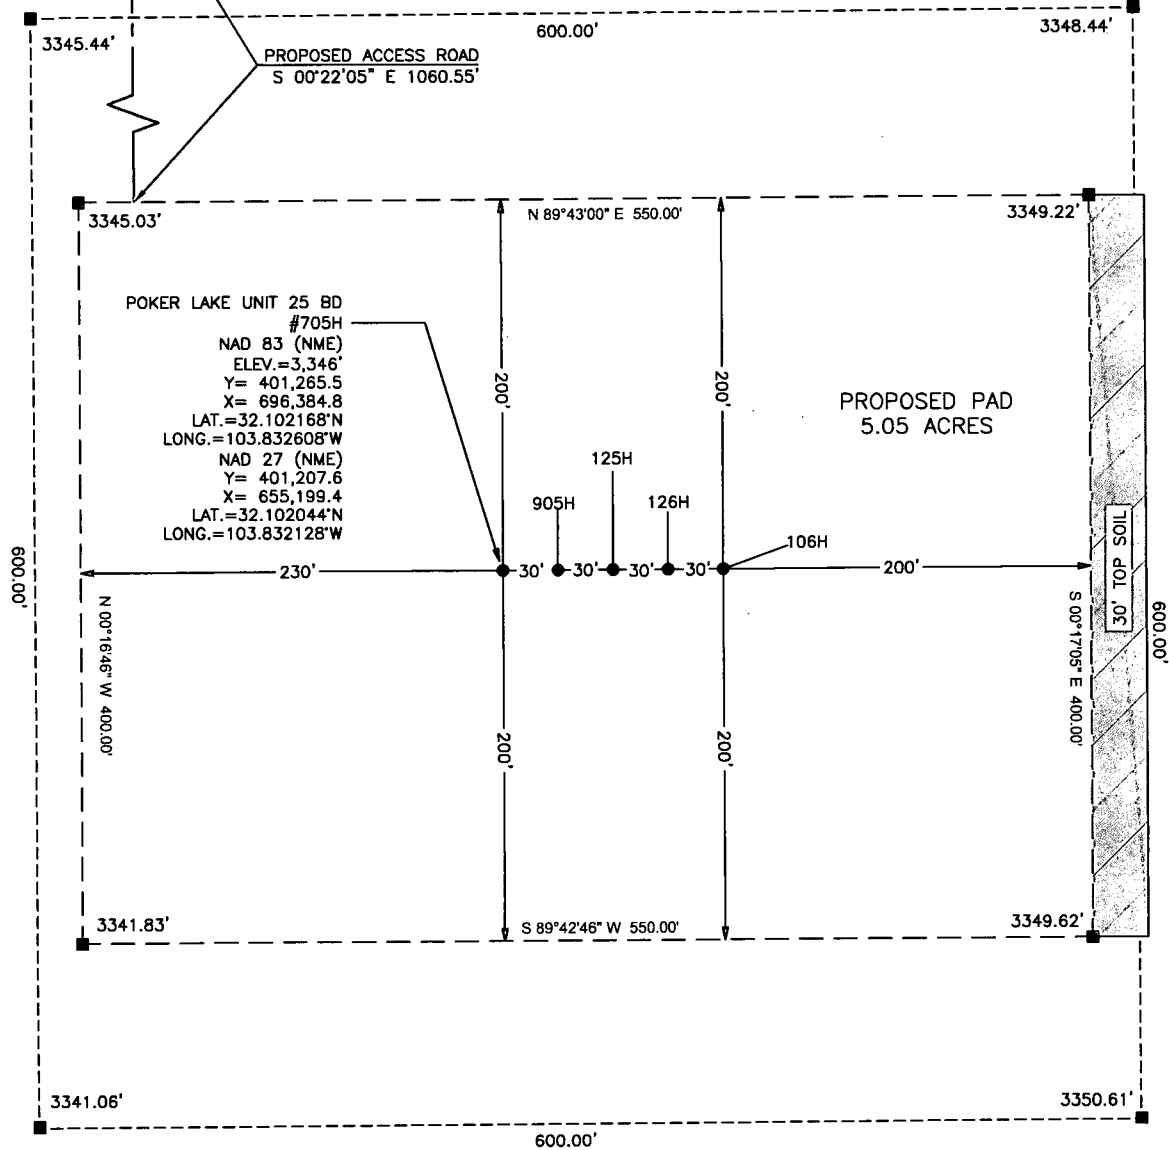 3345.44'
600.00'
3348.44'
PROPOSED ACCESS ROAD
S 00°22'05" E 1060.55'
3345.03'
N 89°43'00" E 550.00'
3349.22'
POKER LAKE UNIT 25 BD
#705H
NAD 83 (NME)
ELEV.=3,346'
Y= 401,265.5
X= 696,384.8
LAT.=32.102168°N
LONG.=103.832608°W
NAD 27 (NME)
Y= 401,207.6
X= 655,199.4
LAT.=32.102044°N
LONG.=103.832128°W
200'
200'
PROPOSED PAD
5.05 ACRES
125H
905H
126H
106H
230'
30'
30'
30'
30'
200'
600.00'
N 00°16'46" W 400.00'
S 00°17'05" E 400.00'
30' TOP SOIL
600.00'
200'
200'
3341.83'
S 89°42'46" W 550.00'
3349.62'
3341.06'
600.00'
3350.61'